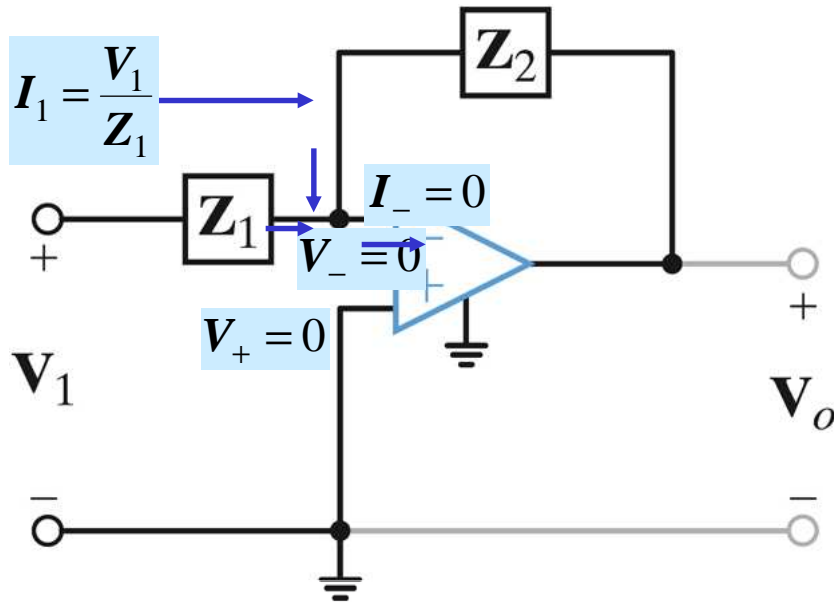 I₁ = V₁/Z₁
Z₂
Z₁
I₋ = 0
V₋ = 0
−
+
V₊ = 0
+
V₁
−
+
Vₒ
−